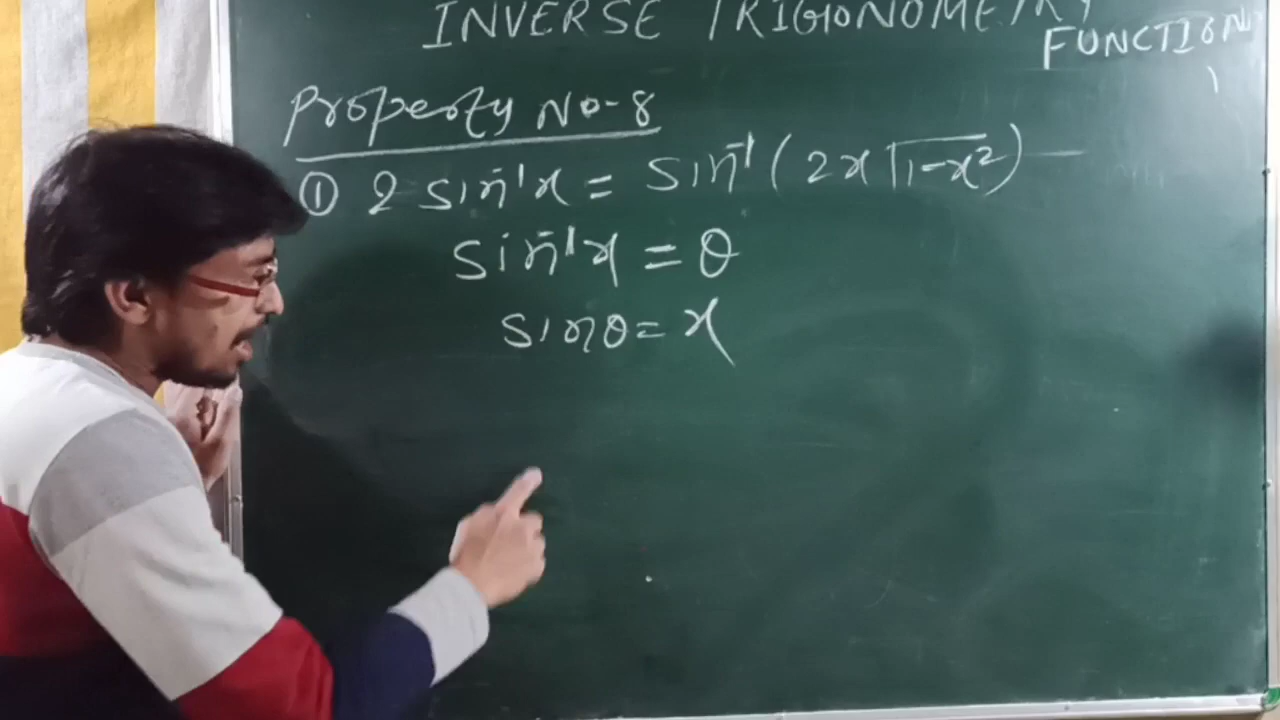 INVERSE TRIGONOMETRY
FUNCTION
Property No-8
① 2 sin⁻¹x = sin⁻¹(2x√1-x²)
sin⁻¹x = θ
sinθ = x